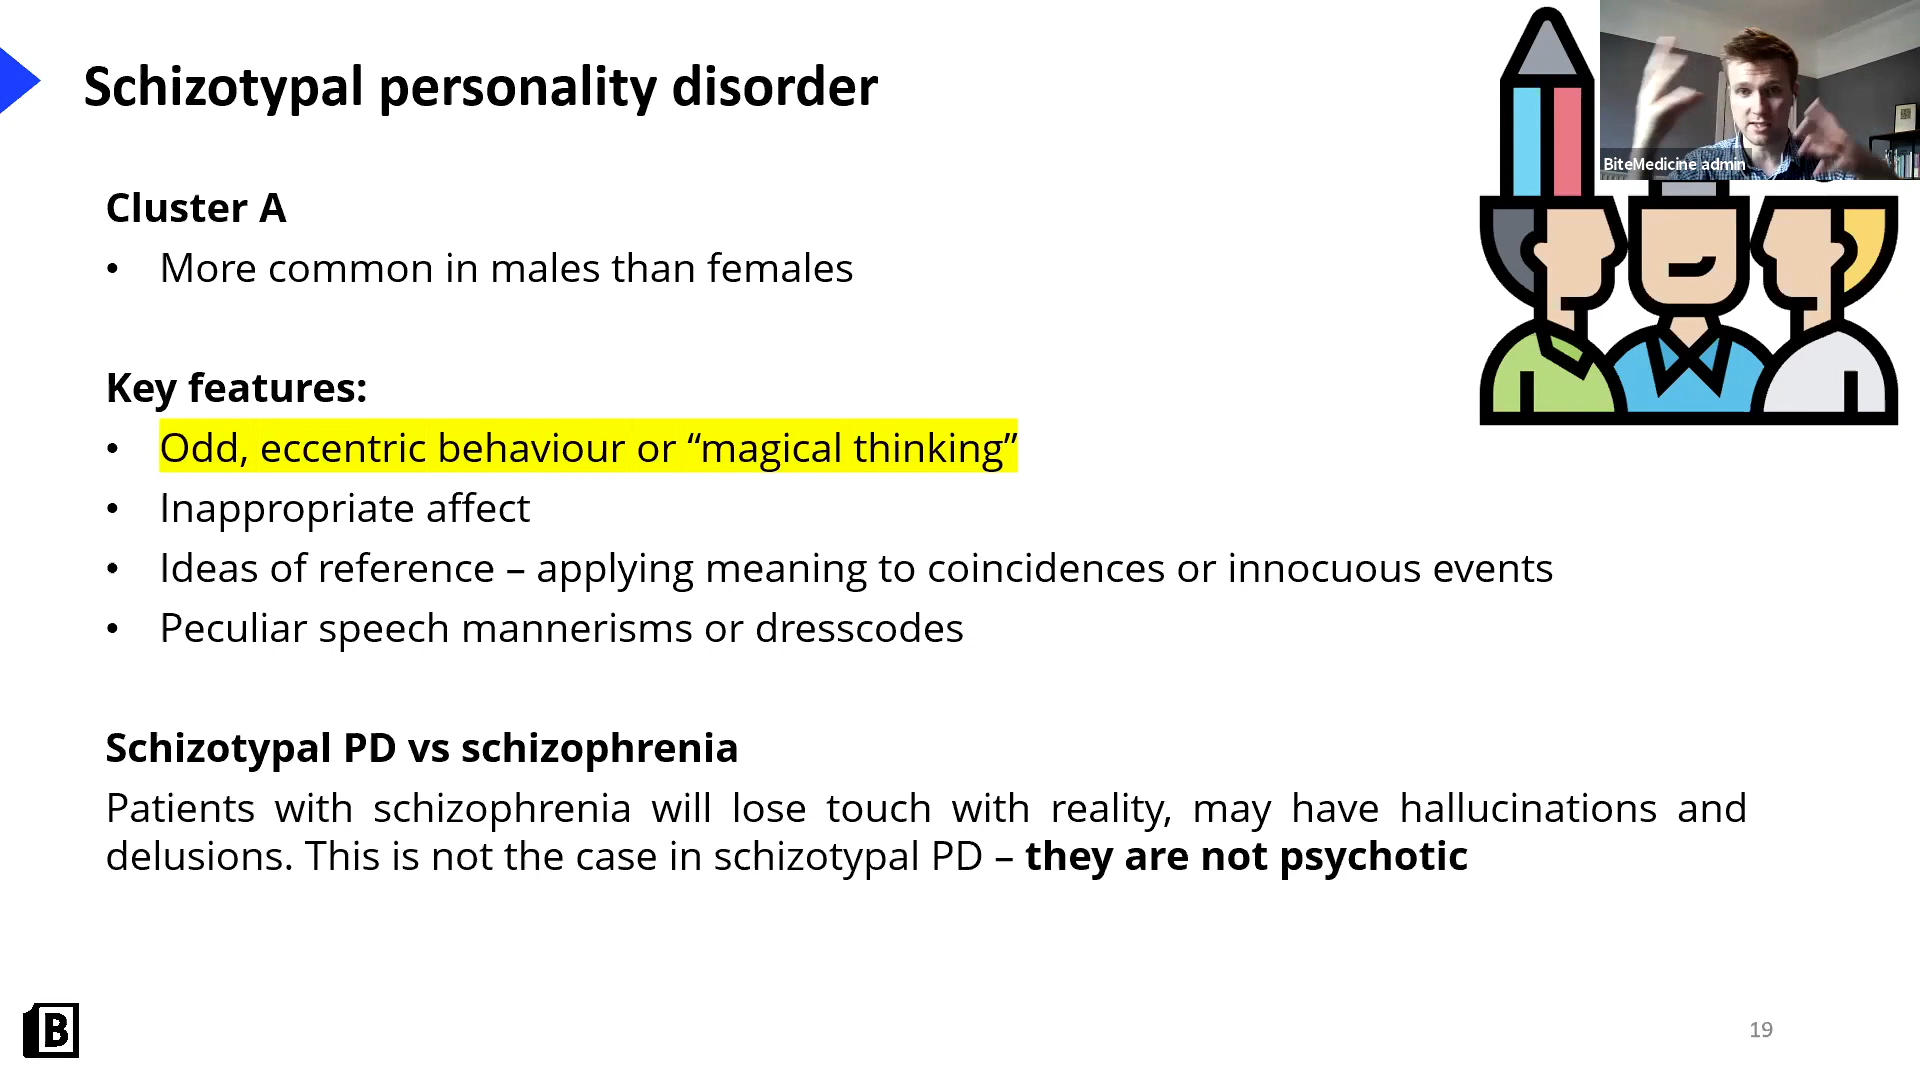 Schizotypal personality disorder
BiteMedicine admin
Cluster A
• More common in males than females
Key features:
• Odd, eccentric behaviour or “magical thinking”
• Inappropriate affect
• Ideas of reference – applying meaning to coincidences or innocuous events
• Peculiar speech mannerisms or dresscodes
Schizotypal PD vs schizophrenia
Patients with schizophrenia will lose touch with reality, may have hallucinations and
delusions. This is not the case in schizotypal PD – they are not psychotic
B
19